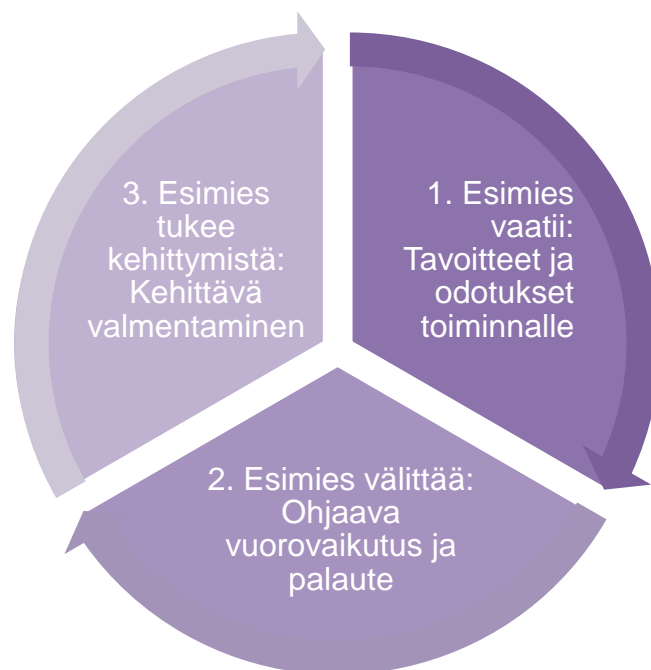 1. Esimies
vaatii:
Tavoitteet ja
odotukset
toiminnalle
2. Esimies välittää:
Ohjaava
vuorovaikutus ja
palaute
3. Esimies
tukee
kehittymistä:
Kehittävä
valmentaminen